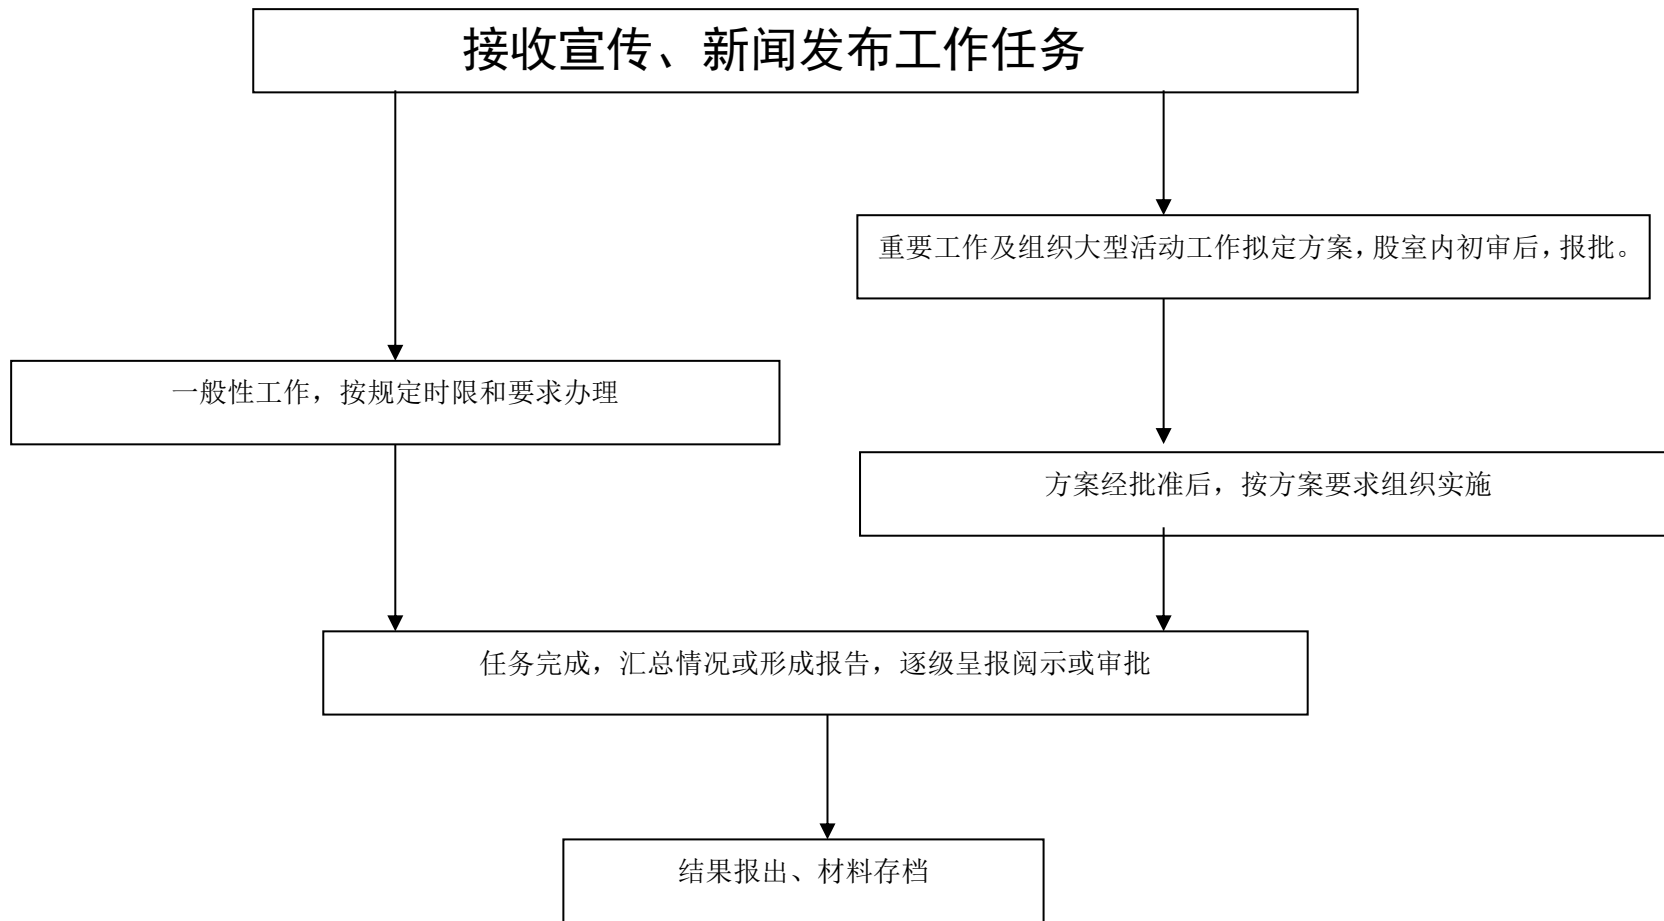 接收宣传、新闻发布工作任务
重要工作及组织大型活动工作拟定方案，股室内初审后，报批。
一般性工作，按规定时限和要求办理
方案经批准后，按方案要求组织实施
任务完成，汇总情况或形成报告，逐级呈报阅示或审批
结果报出、材料存档